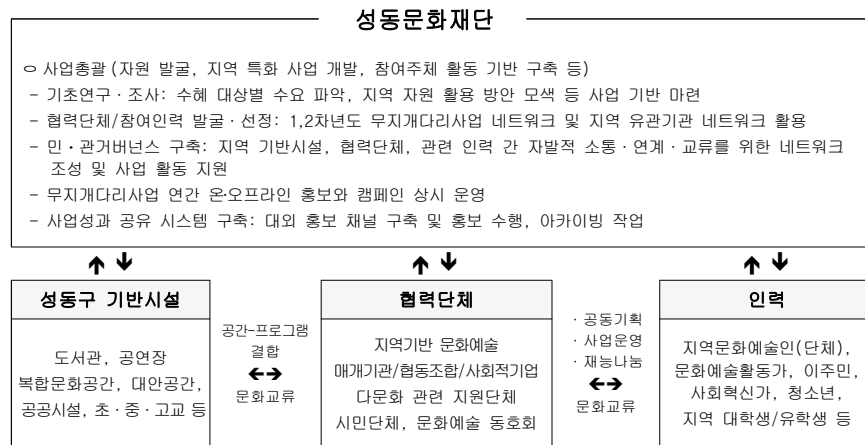 성동문화재단
ㅇ 사업총괄 (자원 발굴, 지역 특화 사업 개발, 참여주체 활동 기반 구축 등)
- 기초연구 · 조사: 수혜 대상별 수요 파악, 지역 자원 활용 방안 모색 등 사업 기반 마련
- 협력단체/참여인력 발굴 · 선정: 1,2차년도 무지개다리사업 네트워크 및 지역 유관기관 네트워크 활용
- 민 · 관거버넌스 구축: 지역 기반시설, 협력단체, 관련 인력 간 자발적 소통 · 연계 · 교류를 위한 네트워크
조성 및 사업 활동 지원
- 무지개다리사업 연간 온·오프라인 홍보와 캠페인 상시 운영
- 사업성과 공유 시스템 구축: 대외 홍보 채널 구축 및 홍보 수행, 아카이빙 작업
성동구 기반시설
도서관, 공연장
복합문화공간, 대안공간,
공공시설, 초 · 중 · 고교 등
공간-프로그램
결합
문화교류
협력단체
지역기반 문화예술
매개기관/협동조합/사회적기업
다문화 관련 지원단체
시민단체, 문화예술 동호회
· 공동기획
· 사업운영
· 재능나눔
문화교류
인력
지역문화예술인(단체),
문화예술활동가, 이주민,
사회혁신가, 청소년,
지역 대학생/유학생 등